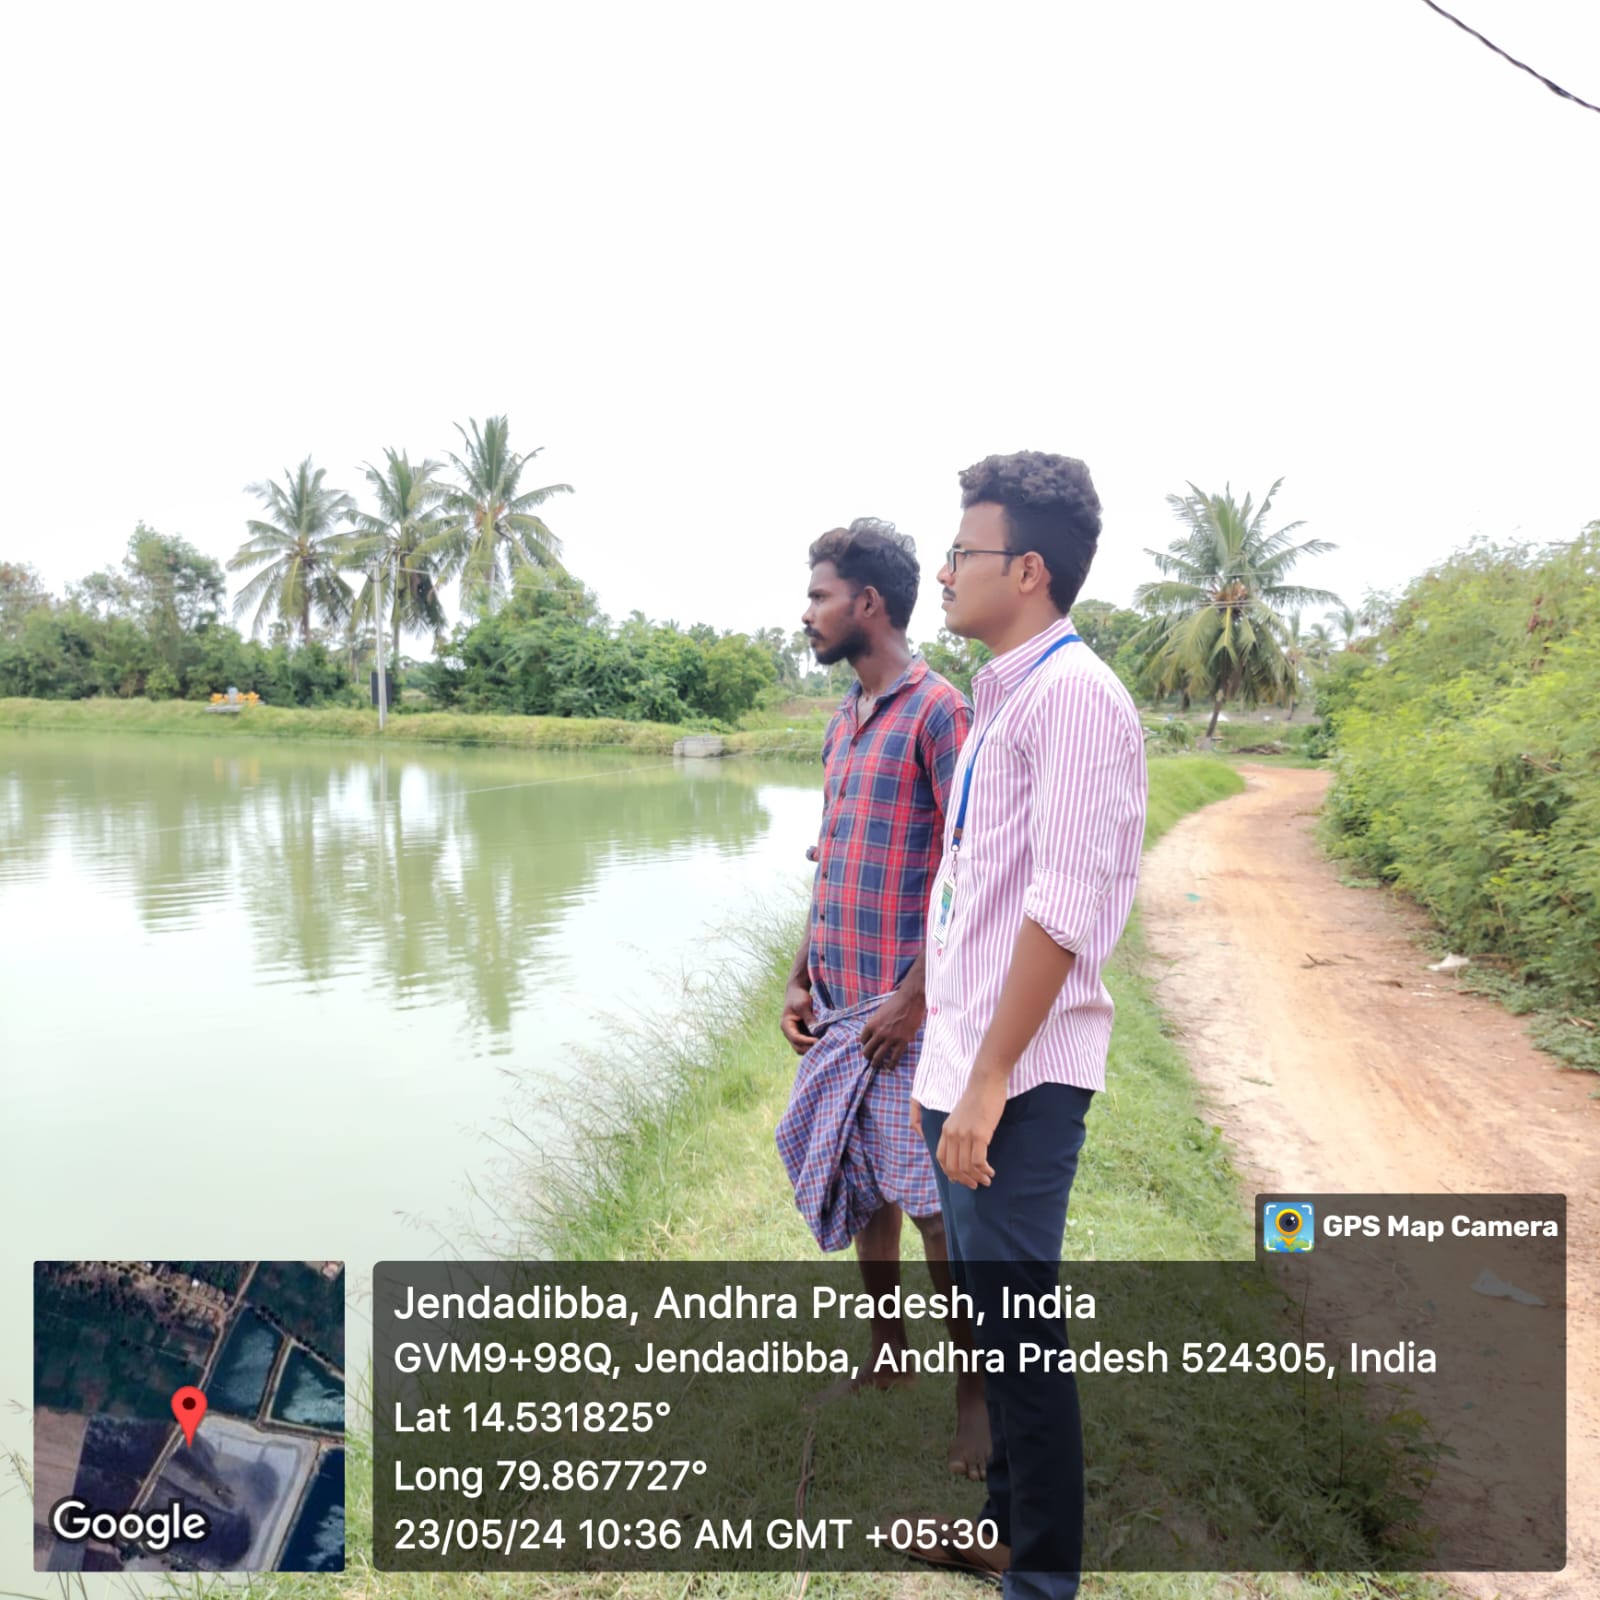 GPS Map Camera
Jendadibba, Andhra Pradesh, India
GVM9+98Q, Jendadibba, Andhra Pradesh 524305, India
Lat 14.531825°
Long 79.867727°
23/05/24 10:36 AM GMT +05:30
Google